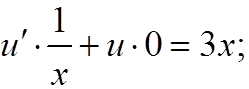 u′ · 1/x + u · 0 = 3x;